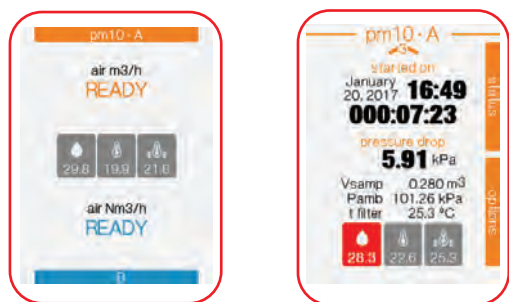 pm10 · A
air m3/h
READY
29.8 19.9 21.6
air Nm3/h
READY
B
pm10 · A
3
started on
January
20, 2017 16:49
000:07:23
pressure drop
5.91 kPa
Vsamp 0.280 m3
Pamb 101.26 kPa
t filter 25.3 °C
28.3 22.6 25.3
status
options